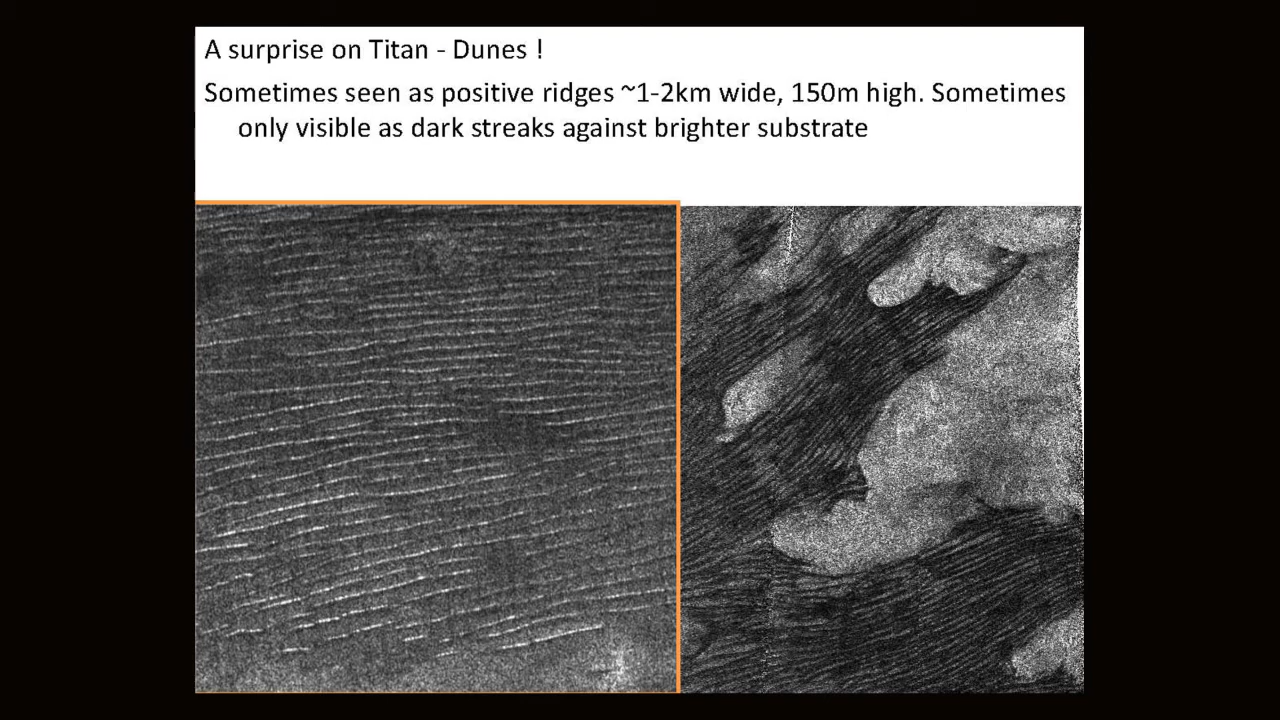 A surprise on Titan - Dunes !
Sometimes seen as positive ridges ~1-2km wide, 150m high. Sometimes
only visible as dark streaks against brighter substrate